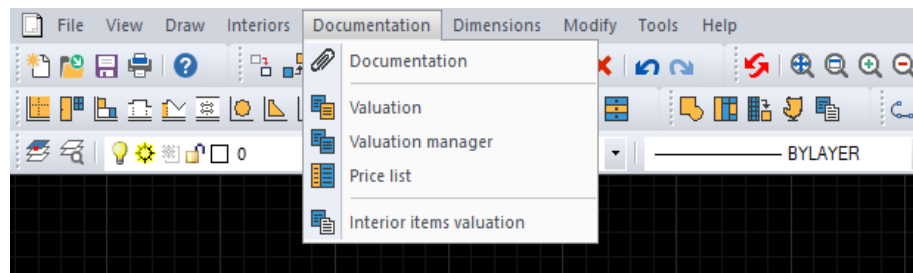 File View Draw Interiors Documentation Dimensions Modify Tools Help
Documentation
Valuation
Valuation manager
Price list
Interior items valuation
0 BYLAYER